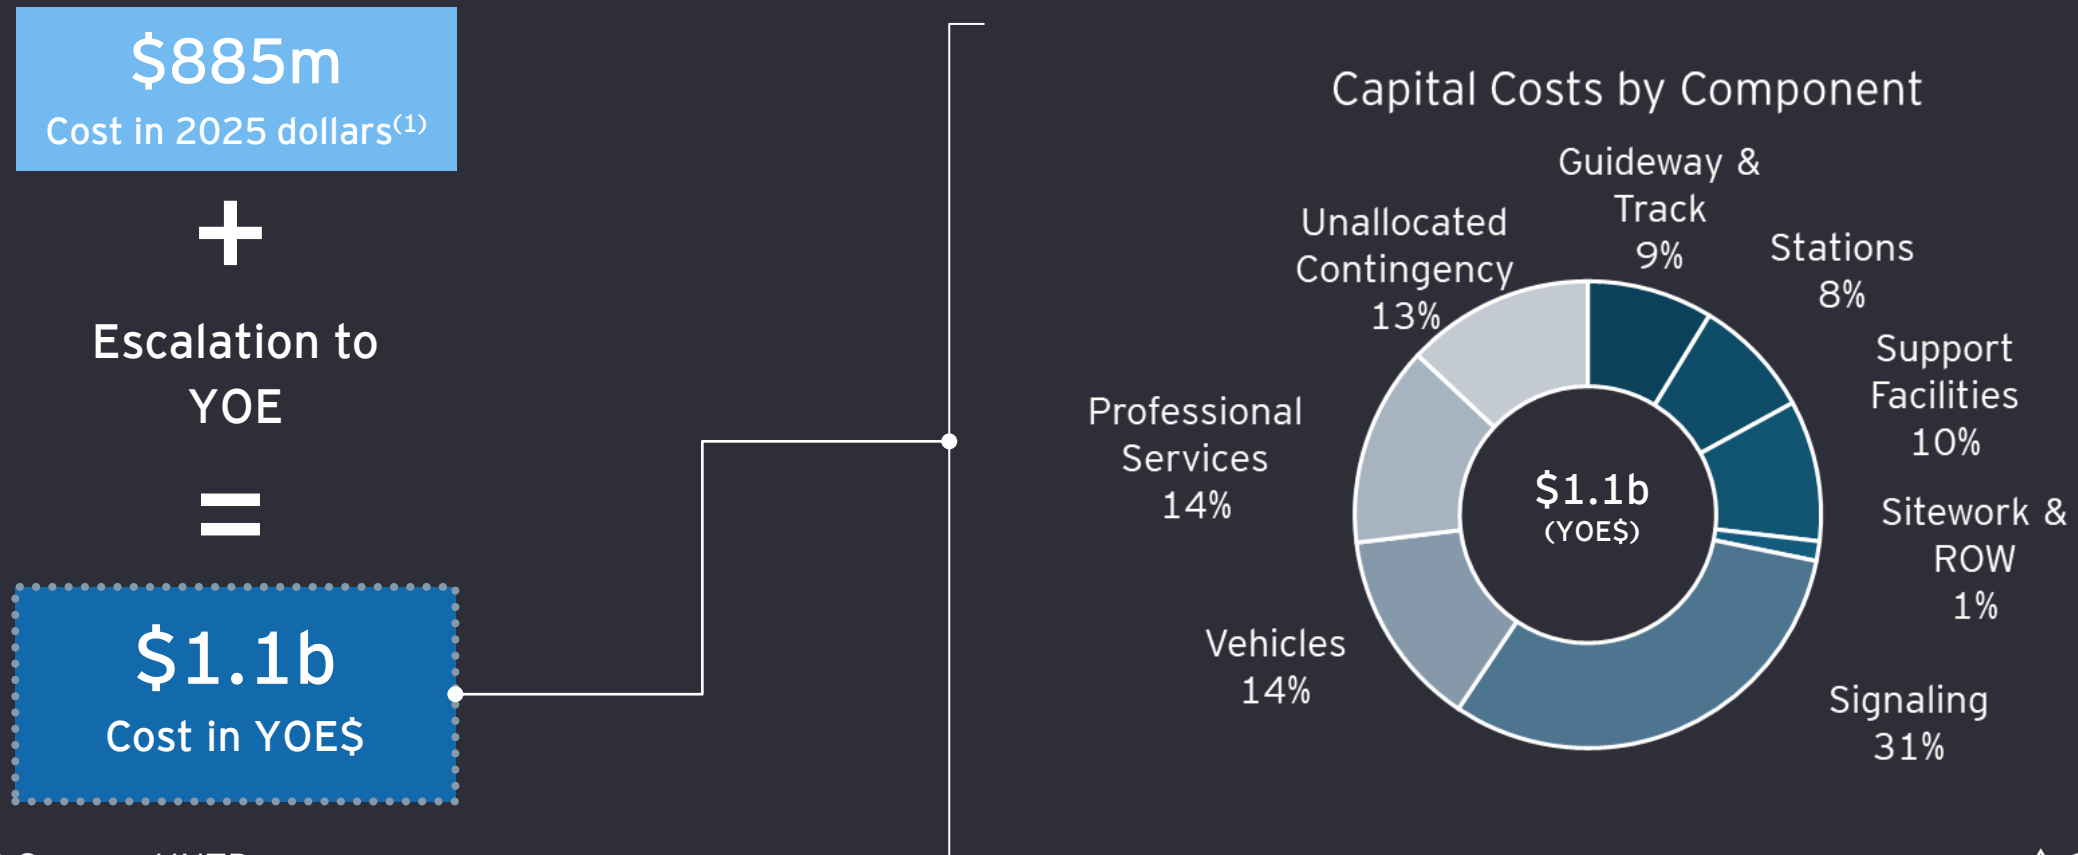 $885m
Cost in 2025 dollars(1)
+
Escalation to
YOE
=
$1.1b
Cost in YOE$
Capital Costs by Component
Guideway &
Track
9%
Stations
8%
Support
Facilities
10%
Sitework &
ROW
1%
Signaling
31%
Vehicles
14%
Professional
Services
14%
Unallocated
Contingency
13%
$1.1b
(YOE$)